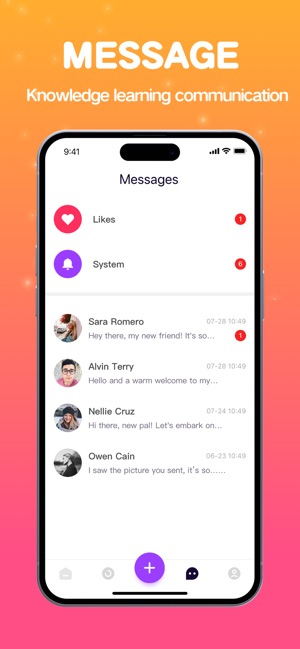 MESSAGE
Knowledge learning communication
9:41
Messages
Likes
1
System
6
Sara Romero
07-28 10:49
Hey there, my new friend! It's so...
1
Alvin Terry
07-28 10:49
Hello and a warm welcome to my...
Nellie Cruz
07-24 10:49
Hi there, new pal! Let's embark on...
Owen Cain
06-23 10:49
I saw the picture you sent, it's so......